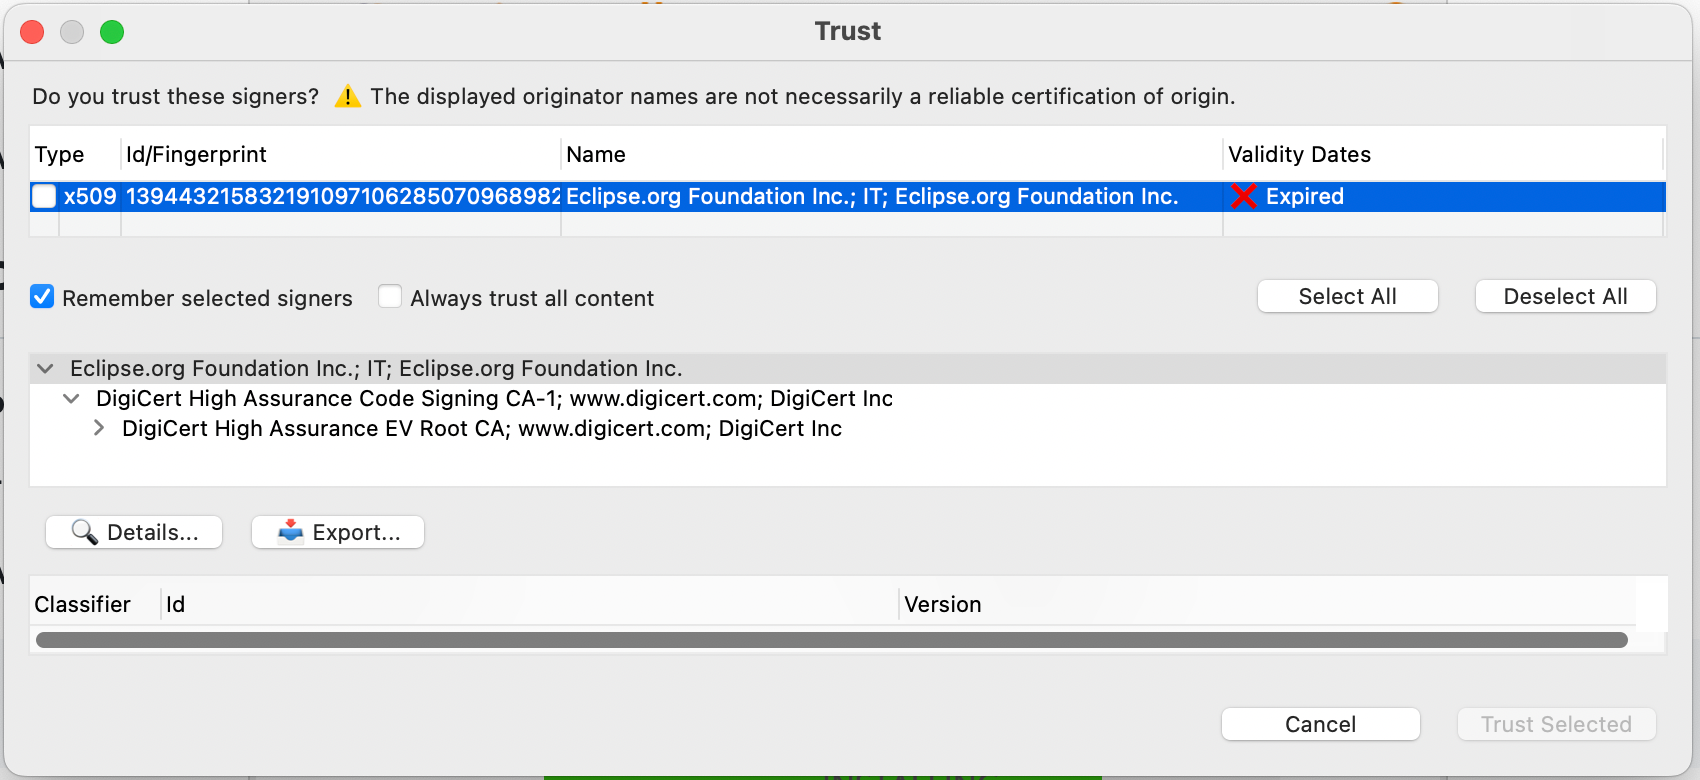 Trust
Do you trust these signers? The displayed originator names are not necessarily a reliable certification of origin.
Type Id/Fingerprint Name Validity Dates
x509 13944321583219109710628507096898​2 Eclipse.org Foundation Inc.; IT; Eclipse.org Foundation Inc. Expired
Remember selected signers Always trust all content Select All Deselect All
Eclipse.org Foundation Inc.; IT; Eclipse.org Foundation Inc.
DigiCert High Assurance Code Signing CA-1; www.digicert.com; DigiCert Inc
DigiCert High Assurance EV Root CA; www.digicert.com; DigiCert Inc
Details... Export...
Classifier Id Version
Cancel Trust Selected